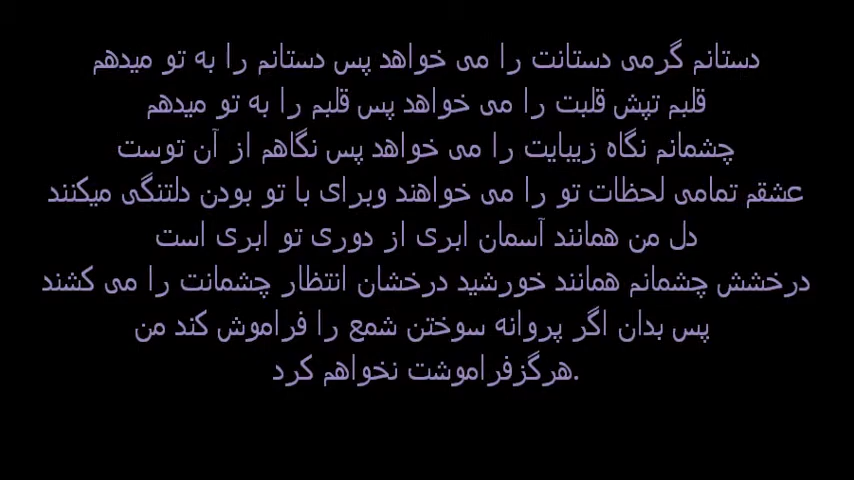 دستانم گرمی دستانت را می خواهد پس دستانم را به تو میدهم
قلبم تپش قلبت را می خواهد پس قلبم را به تو میدهم
چشمانم نگاه زیبایت را می خواهد پس نگاهم از آن توست
عشقم تمامی لحظات تو را می خواهند وبرای با تو بودن دلتنگی میکنند
دل من همانند آسمان ابری از دوری تو ابری است
درخشش چشمانم همانند خورشید درخشان انتظار چشمانت را می کشند
پس بدان اگر پروانه سوختن شمع را فراموش کند من
هرگزفراموشت نخواهم کرد.